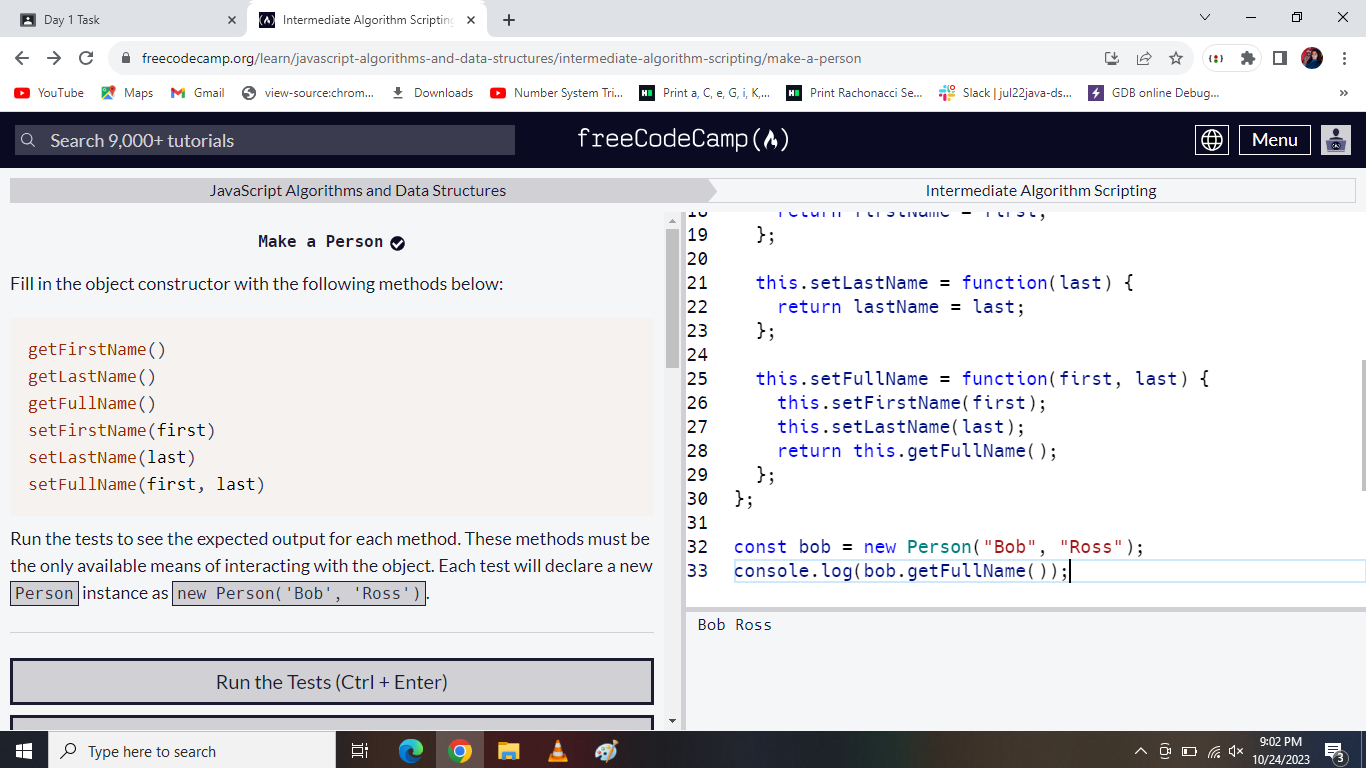 Day 1 Task
Intermediate Algorithm Scripting
freecodecamp.org/learn/javascript-algorithms-and-data-structures/intermediate-algorithm-scripting/make-a-person
YouTube Maps Gmail view-source:chrom... Downloads Number System Tri... Print a, C, e, G, i, K,... Print Rachonacci Se... Slack | jul22java-ds... GDB online Debug... »
Search 9,000+ tutorials
freeCodeCamp
Menu
JavaScript Algorithms and Data Structures
Intermediate Algorithm Scripting
Make a Person
Fill in the object constructor with the following methods below:
getFirstName()
getLastName()
getFullName()
setFirstName(first)
setLastName(last)
setFullName(first, last)
Run the tests to see the expected output for each method. These methods must be
the only available means of interacting with the object. Each test will declare a new
Person instance as new Person('Bob', 'Ross').
Run the Tests (Ctrl + Enter)
18 return firstName = first;
19 };
20
21 this.setLastName = function(last) {
22 return lastName = last;
23 };
24
25 this.setFullName = function(first, last) {
26 this.setFirstName(first);
27 this.setLastName(last);
28 return this.getFullName();
29 };
30 };
31
32 const bob = new Person("Bob", "Ross");
33 console.log(bob.getFullName());
Bob Ross
Type here to search
9:02 PM
10/24/2023
3